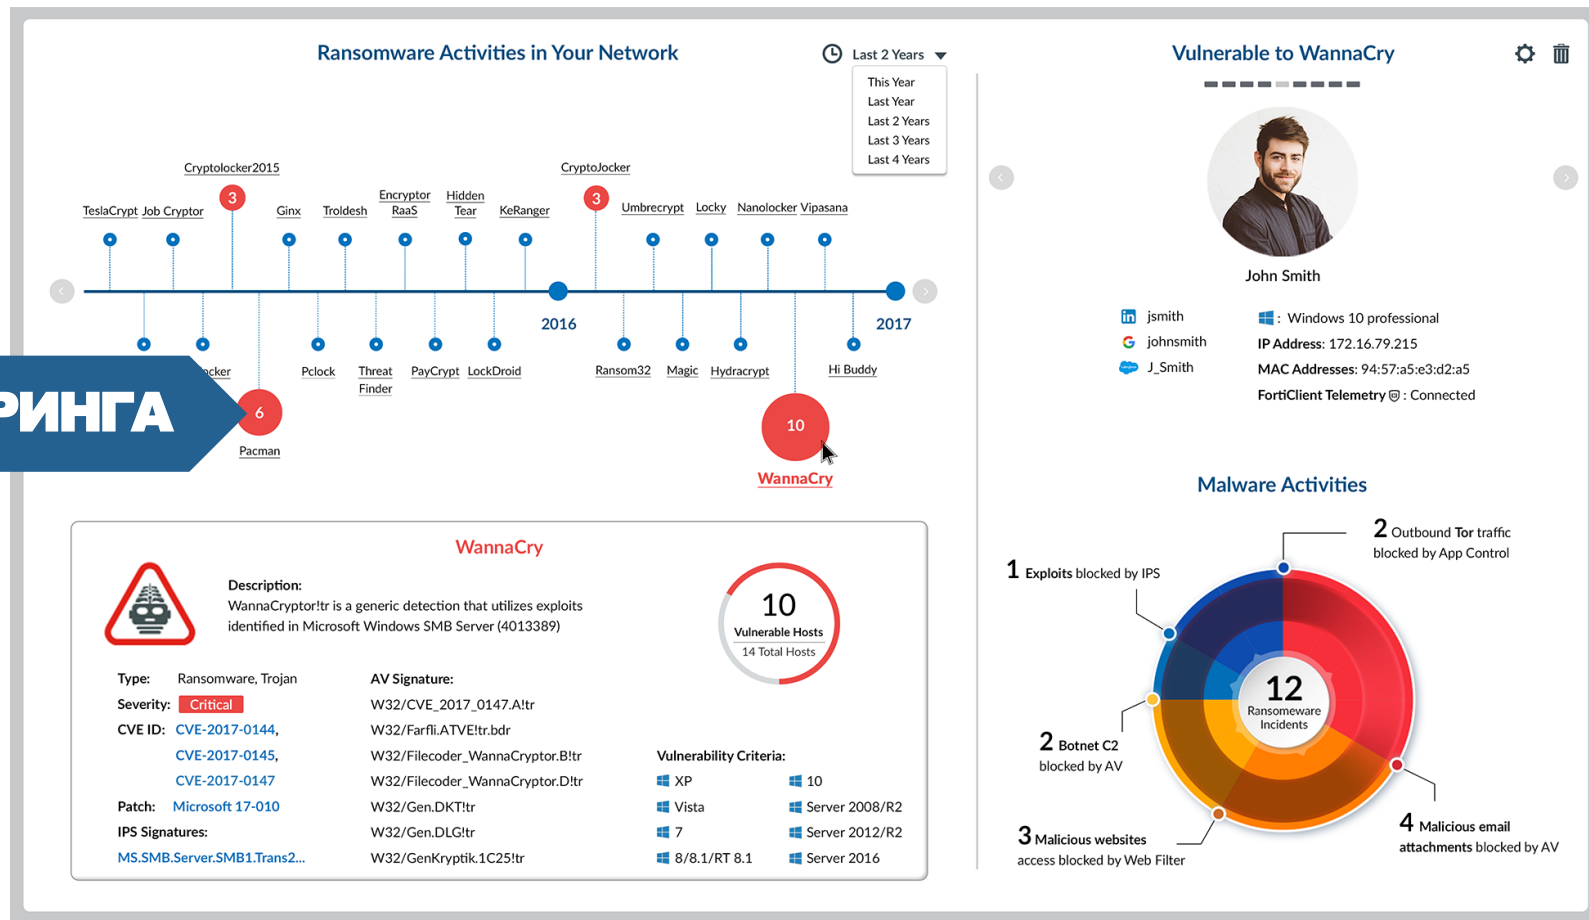 Ransomware Activities in Your Network
Last 2 Years
This Year
Last Year
Last 2 Years
Last 3 Years
Last 4 Years
Cryptolocker2015
3
CryptoJocker
3
TeslaCrypt
Job Cryptor
Ginx
Troldesh
Encryptor
RaaS
Hidden
Tear
KeRanger
Umbrecrypt
Locky
Nanolocker
Vipasana
2016
2017
ocker
Pclock
Threat
Finder
PayCrypt
LockDroid
Ransom32
Magic
Hydracrypt
Hi Buddy
РИНГА
6
Pacman
10
WannaCry
WannaCry
Description:
WannaCryptor!tr is a generic detection that utilizes exploits
identified in Microsoft Windows SMB Server (4013389)
10
Vulnerable Hosts
14 Total Hosts
Type: Ransomware, Trojan
Severity: Critical
CVE ID: CVE-2017-0144,
CVE-2017-0145,
CVE-2017-0147
Patch: Microsoft 17-010
IPS Signatures:
MS.SMB.Server.SMB1.Trans2...
AV Signature:
W32/CVE_2017_0147.A!tr
W32/Farfli.ATVE!tr.bdr
W32/Filecoder_WannaCryptor.B!tr
W32/Filecoder_WannaCryptor.D!tr
W32/Gen.DKT!tr
W32/Gen.DLG!tr
W32/GenKryptik.1C25!tr
Vulnerability Criteria:
XP
10
Vista
Server 2008/R2
7
Server 2012/R2
8/8.1/RT 8.1
Server 2016
Vulnerable to WannaCry
John Smith
in jsmith
johnsmith
J_Smith
: Windows 10 professional
IP Address: 172.16.79.215
MAC Addresses: 94:57:a5:e3:d2:a5
FortiClient Telemetry : Connected
Malware Activities
2 Outbound Tor traffic
blocked by App Control
1 Exploits blocked by IPS
12
Ransomeware
Incidents
2 Botnet C2
blocked by AV
3 Malicious websites
access blocked by Web Filter
4 Malicious email
attachments blocked by AV